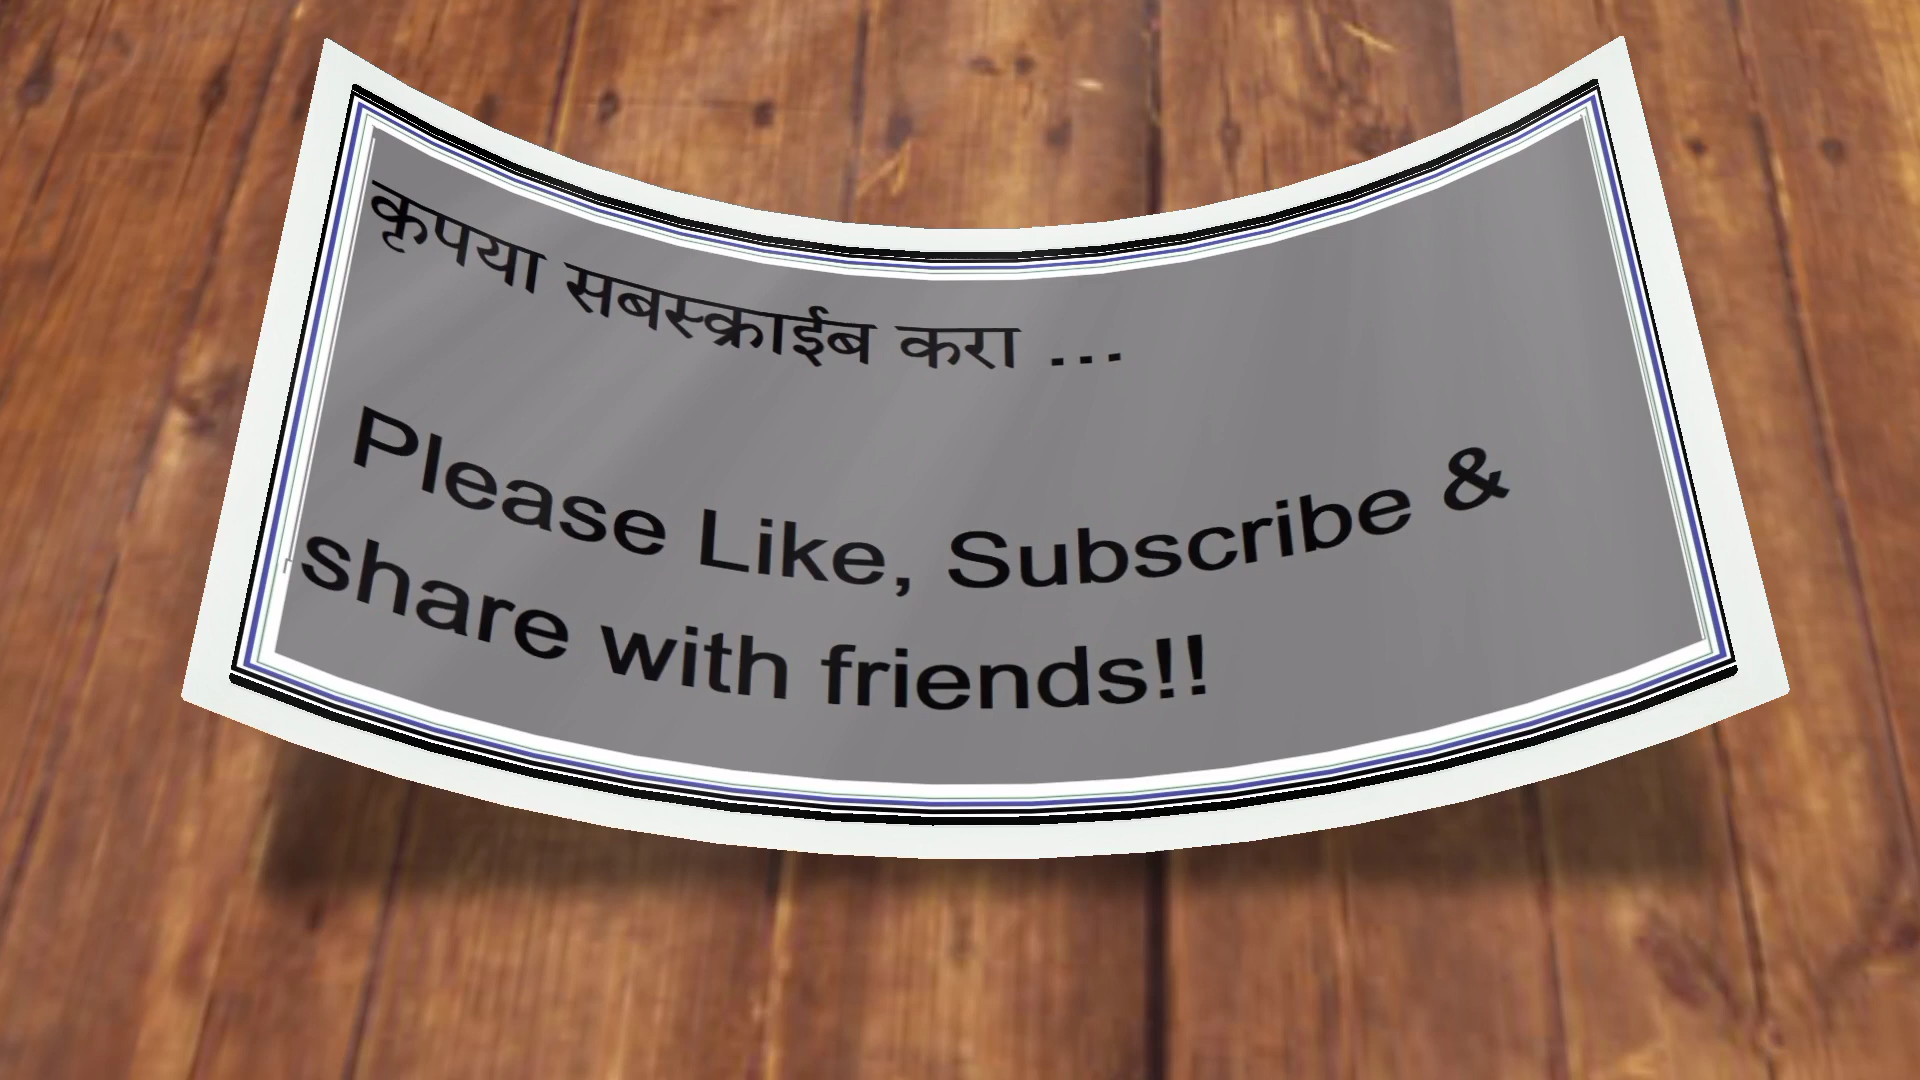 कृपया सबस्क्राईब करा ...
Please Like, Subscribe &
share with friends!!